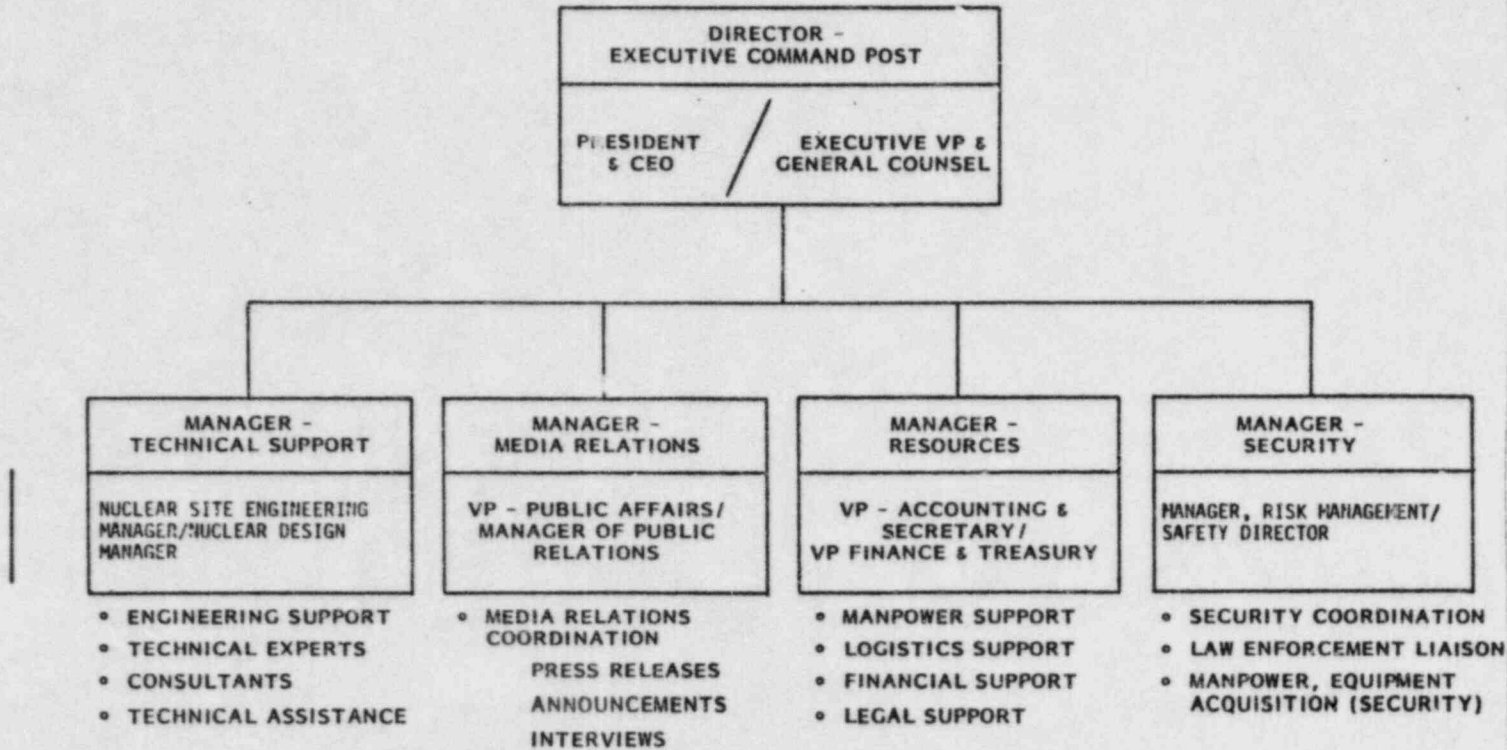 DIRECTOR -
EXECUTIVE COMMAND POST
PRESIDENT
& CEO
/
EXECUTIVE VP &
GENERAL COUNSEL
MANAGER -
TECHNICAL SUPPORT
NUCLEAR SITE ENGINEERING
MANAGER/NUCLEAR DESIGN
MANAGER
• ENGINEERING SUPPORT
• TECHNICAL EXPERTS
• CONSULTANTS
• TECHNICAL ASSISTANCE
MANAGER -
MEDIA RELATIONS
VP - PUBLIC AFFAIRS/
MANAGER OF PUBLIC
RELATIONS
• MEDIA RELATIONS
COORDINATION
PRESS RELEASES
ANNOUNCEMENTS
INTERVIEWS
MANAGER -
RESOURCES
VP - ACCOUNTING &
SECRETARY/
VP FINANCE & TREASURY
• MANPOWER SUPPORT
• LOGISTICS SUPPORT
• FINANCIAL SUPPORT
• LEGAL SUPPORT
MANAGER -
SECURITY
MANAGER, RISK MANAGEMENT/
SAFETY DIRECTOR
• SECURITY COORDINATION
• LAW ENFORCEMENT LIAISON
• MANPOWER, EQUIPMENT
ACQUISITION (SECURITY)